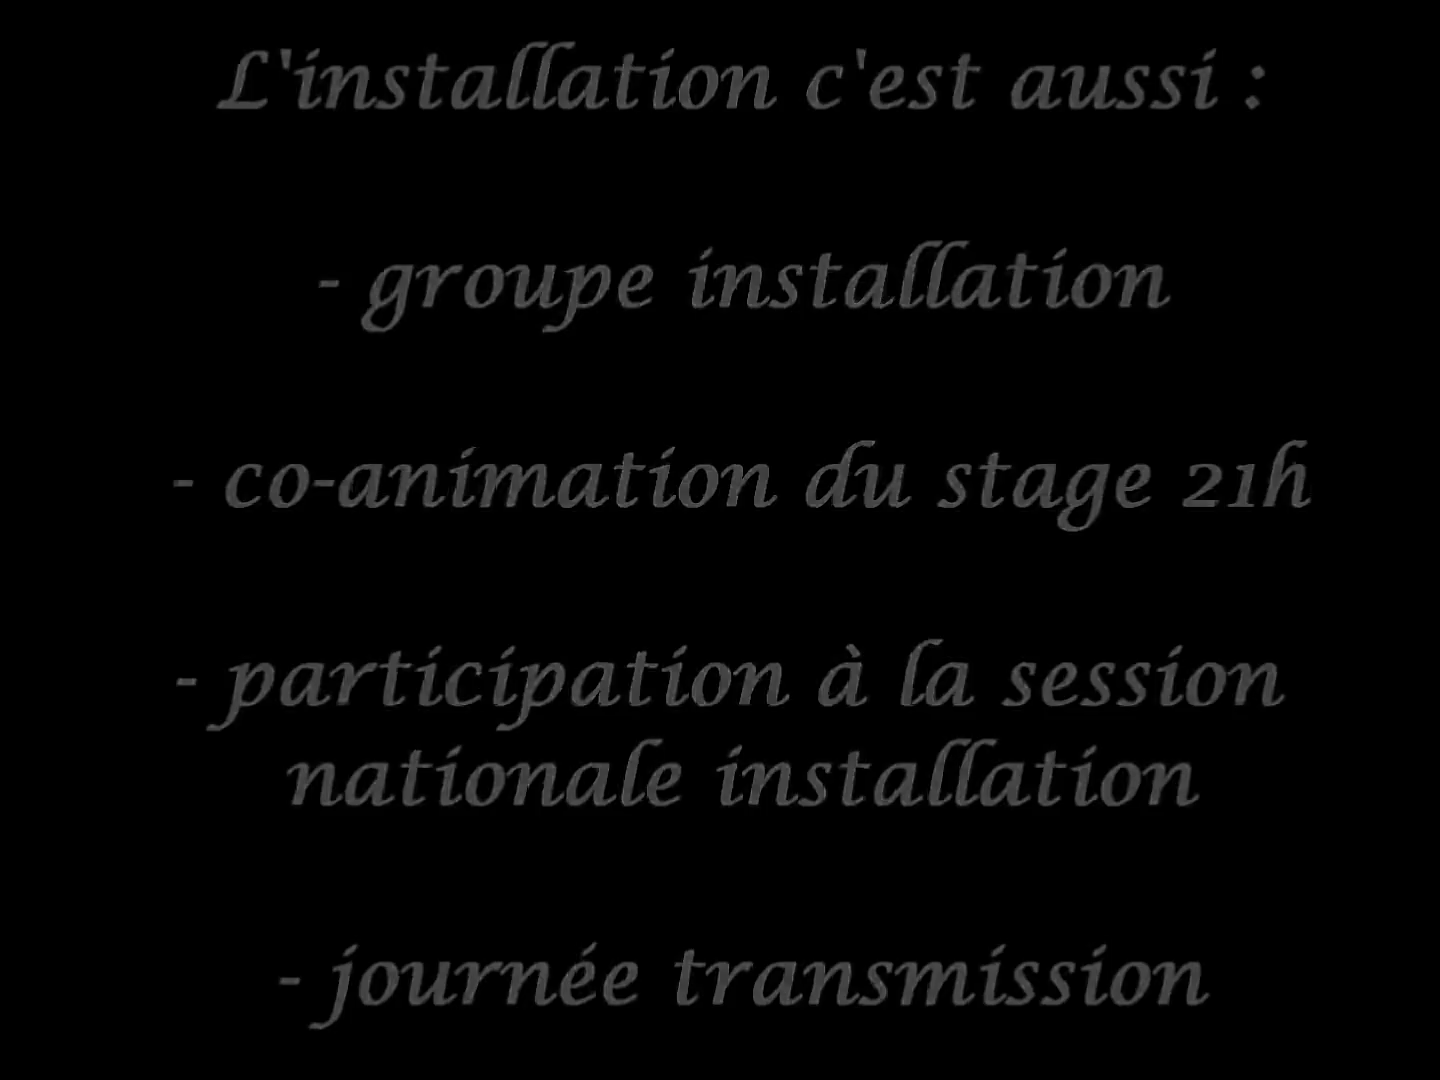 L'installation c'est aussi :
- groupe installation
- co-animation du stage 21h
- participation à la session
nationale installation
- journée transmission